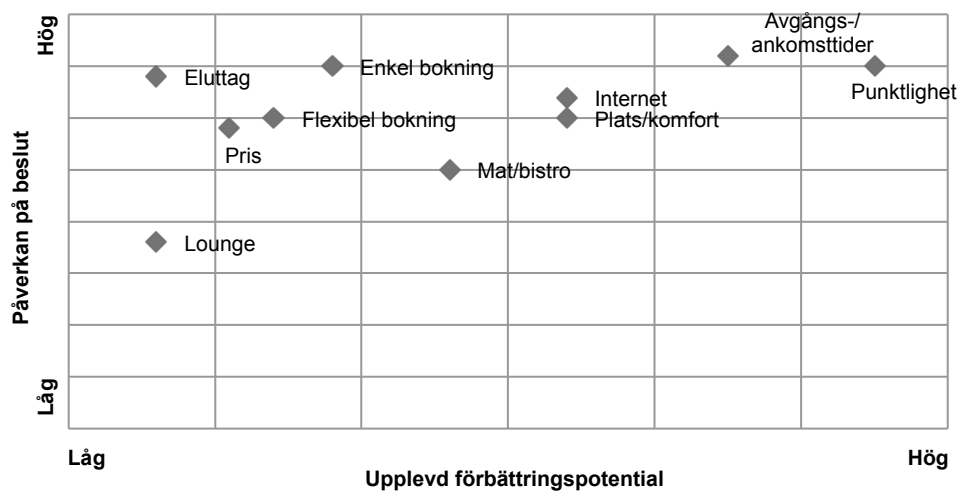 Hög
Avgångs-/
ankomsttider
Eluttag
Enkel bokning
Punktlighet
Internet
Flexibel bokning
Plats/komfort
Pris
Mat/bistro
Lounge
Påverkan på beslut
Låg
Låg
Hög
Upplevd förbättringspotential